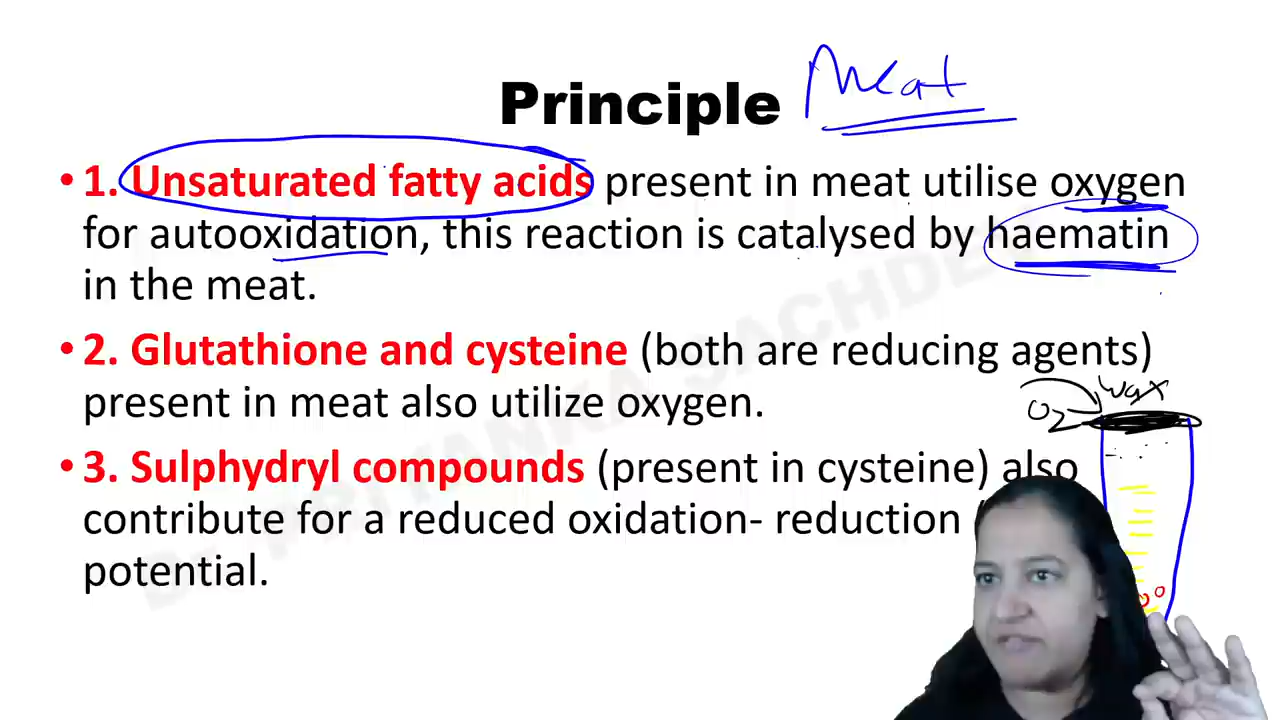 Principle Meat
• 1. Unsaturated fatty acids present in meat utilise oxygen
for autooxidation, this reaction is catalysed by haematin
in the meat.
• 2. Glutathione and cysteine (both are reducing agents)
present in meat also utilize oxygen.
wax
O2
• 3. Sulphydryl compounds (present in cysteine) also
contribute for a reduced oxidation- reduction
potential.
PRIYANKA SACHDE